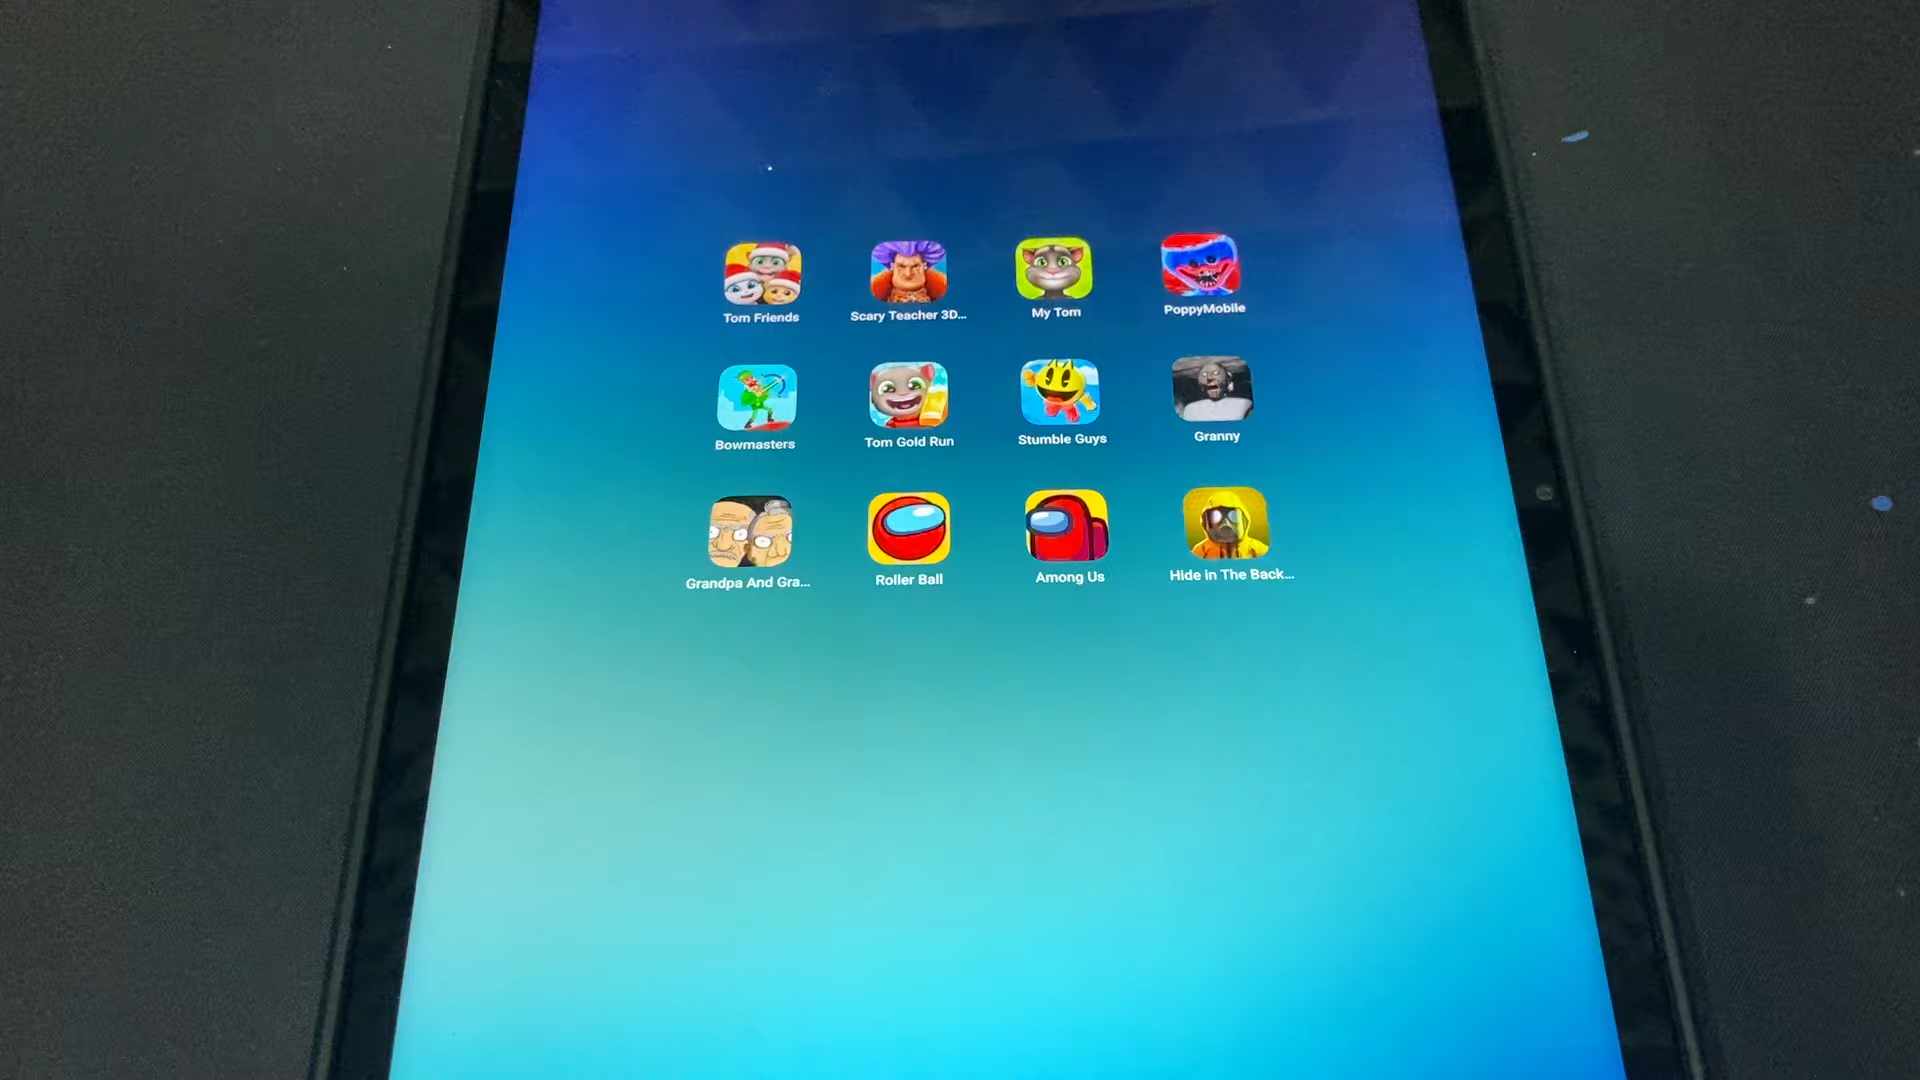 Tom Friends
Scary Teacher 3D...
My Tom
PoppyMobile
Bowmasters
Tom Gold Run
Stumble Guys
Granny
Grandpa And Gra...
Roller Ball
Among Us
Hide in The Back...